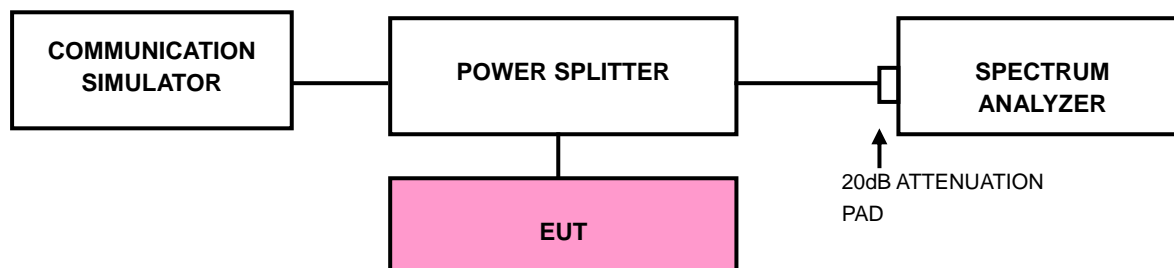 COMMUNICATION
SIMULATOR
POWER SPLITTER
SPECTRUM
ANALYZER
20dB ATTENUATION
PAD
EUT